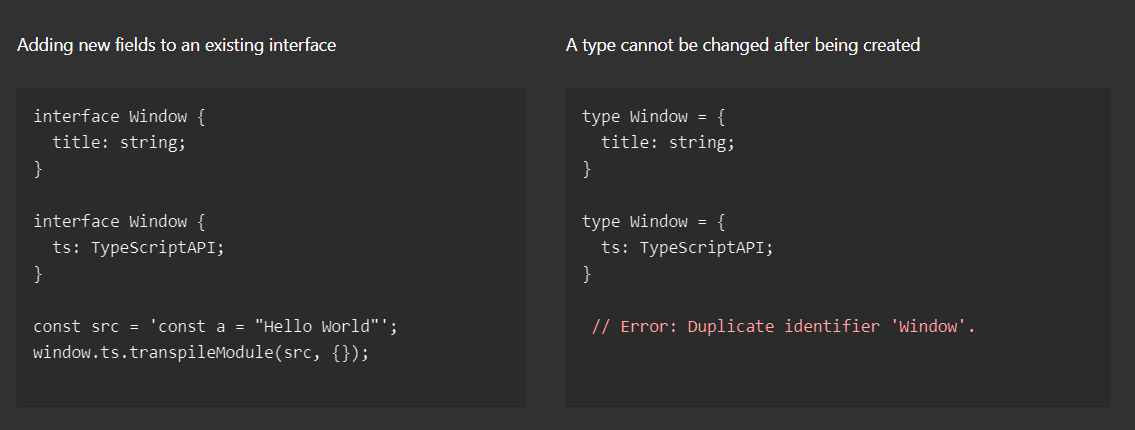 Adding new fields to an existing interface
interface Window {
  title: string;
}
interface Window {
  ts: TypeScriptAPI;
}
const src = 'const a = "Hello World"';
window.ts.transpileModule(src, {});
A type cannot be changed after being created
type Window = {
  title: string;
}
type Window = {
  ts: TypeScriptAPI;
}
// Error: Duplicate identifier 'Window'.